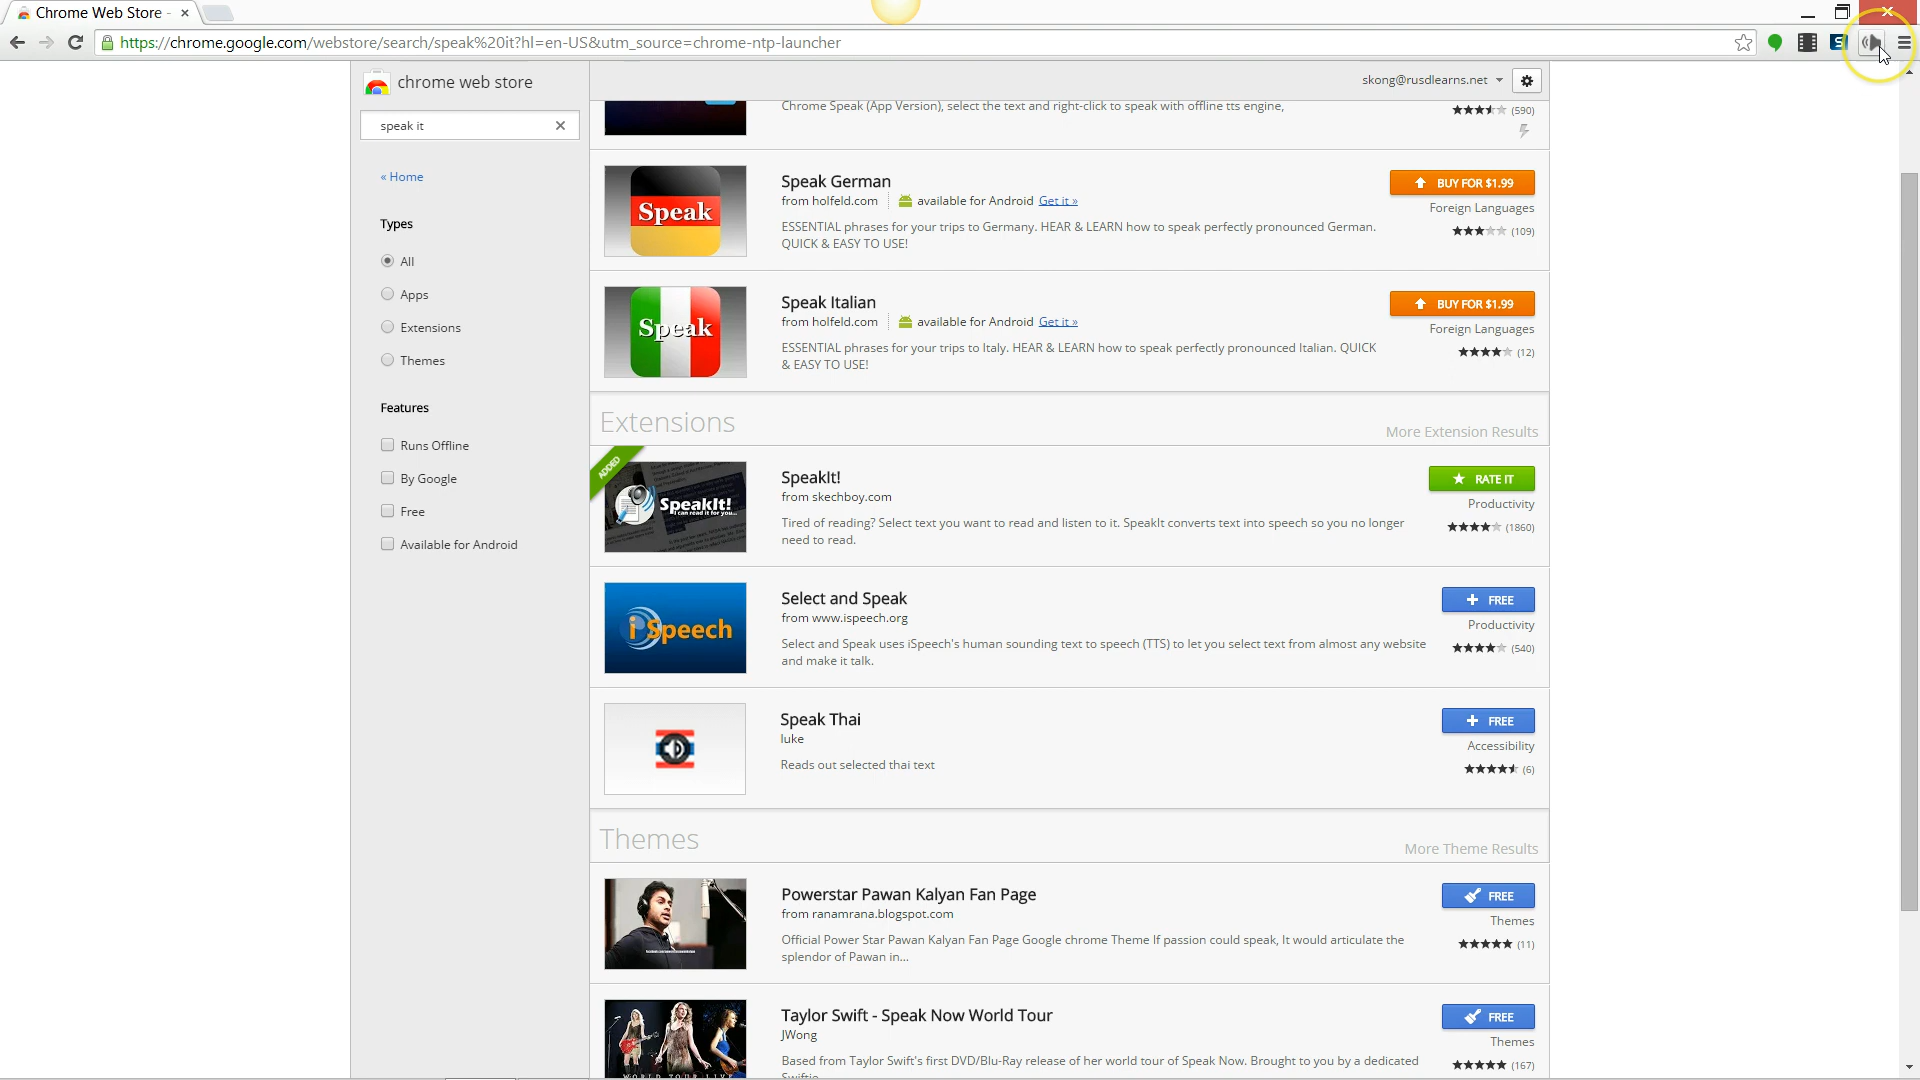 Chrome Web Store -
https://chrome.google.com/webstore/search/speak%20it?hl=en-US&utm_source=chrome-ntp-launcher
chrome web store
skong@rusdlearns.net
speak it
« Home
Types
All
Apps
Extensions
Themes
Features
Runs Offline
By Google
Free
Available for Android
Chrome Speak (App Version), select the text and right-click to speak with offline tts engine,
(590)
Speak
Speak German
from holfeld.com
available for Android Get it »
ESSENTIAL phrases for your trips to Germany. HEAR & LEARN how to speak perfectly pronounced German.
QUICK & EASY TO USE!
BUY FOR $1.99
Foreign Languages
(109)
Speak
Speak Italian
from holfeld.com
available for Android Get it »
ESSENTIAL phrases for your trips to Italy. HEAR & LEARN how to speak perfectly pronounced Italian. QUICK
& EASY TO USE!
BUY FOR $1.99
Foreign Languages
(12)
Extensions
More Extension Results
ADDED
SpeakIt!
I can read it for you...
SpeakIt!
from skechboy.com
Tired of reading? Select text you want to read and listen to it. SpeakIt converts text into speech so you no longer
need to read.
RATE IT
Productivity
(1860)
iSpeech
Select and Speak
from www.ispeech.org
Select and Speak uses iSpeech's human sounding text to speech (TTS) to let you select text from almost any website
and make it talk.
FREE
Productivity
(540)
Speak Thai
luke
Reads out selected thai text
FREE
Accessibility
(6)
Themes
More Theme Results
Powerstar Pawan Kalyan Fan Page
from ranamrana.blogspot.com
Official Power Star Pawan Kalyan Fan Page Google chrome Theme If passion could speak, It would articulate the
splendor of Pawan in...
FREE
Themes
(11)
WORLD TOUR LIVE
Taylor Swift - Speak Now World Tour
JWong
Based from Taylor Swift's first DVD/Blu-Ray release of her world tour of Speak Now. Brought to you by a dedicated
FREE
Themes
(167)